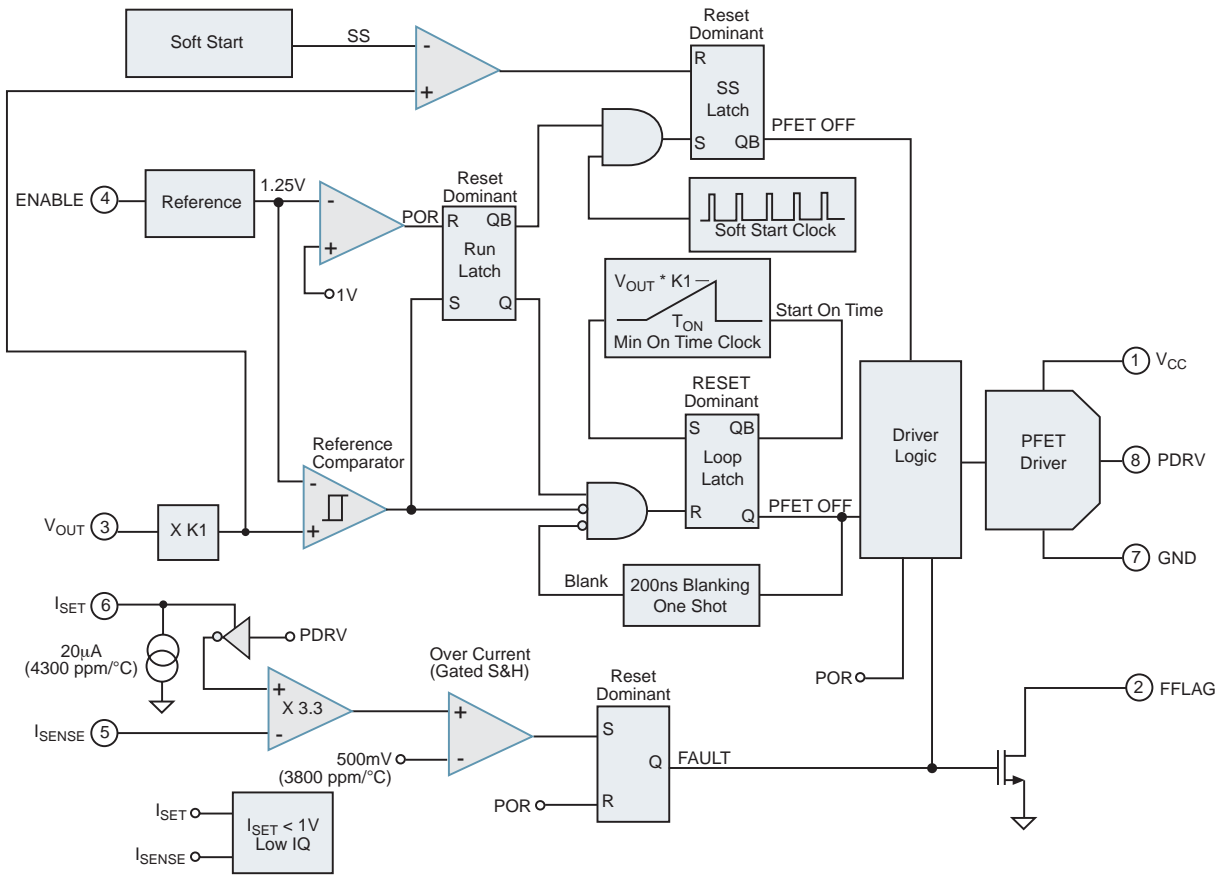 Soft Start
SS
-
+
Reset
Dominant
R
SS
Latch
S
QB
PFET OFF
ENABLE
4
Reference
1.25V
-
+
1V
POR
Reset
Dominant
R
QB
Run
Latch
S
Q
Soft Start Clock
VOUT * K1
TON
Min On Time Clock
Start On Time
RESET
Dominant
S
QB
Loop
Latch
R
Q
PFET OFF
Reference
Comparator
-
+
VOUT
3
X K1
Blank
200ns Blanking
One Shot
Driver
Logic
PFET
Driver
1
VCC
8
PDRV
7
GND
ISET
6
20µA
(4300 ppm/°C)
PDRV
+
X 3.3
-
ISENSE
5
Over Current
(Gated S&H)
+
-
500mV
(3800 ppm/°C)
Reset
Dominant
S
Q
R
POR
FAULT
POR
2
FFLAG
ISET
ISENSE
ISET < 1V
Low IQ